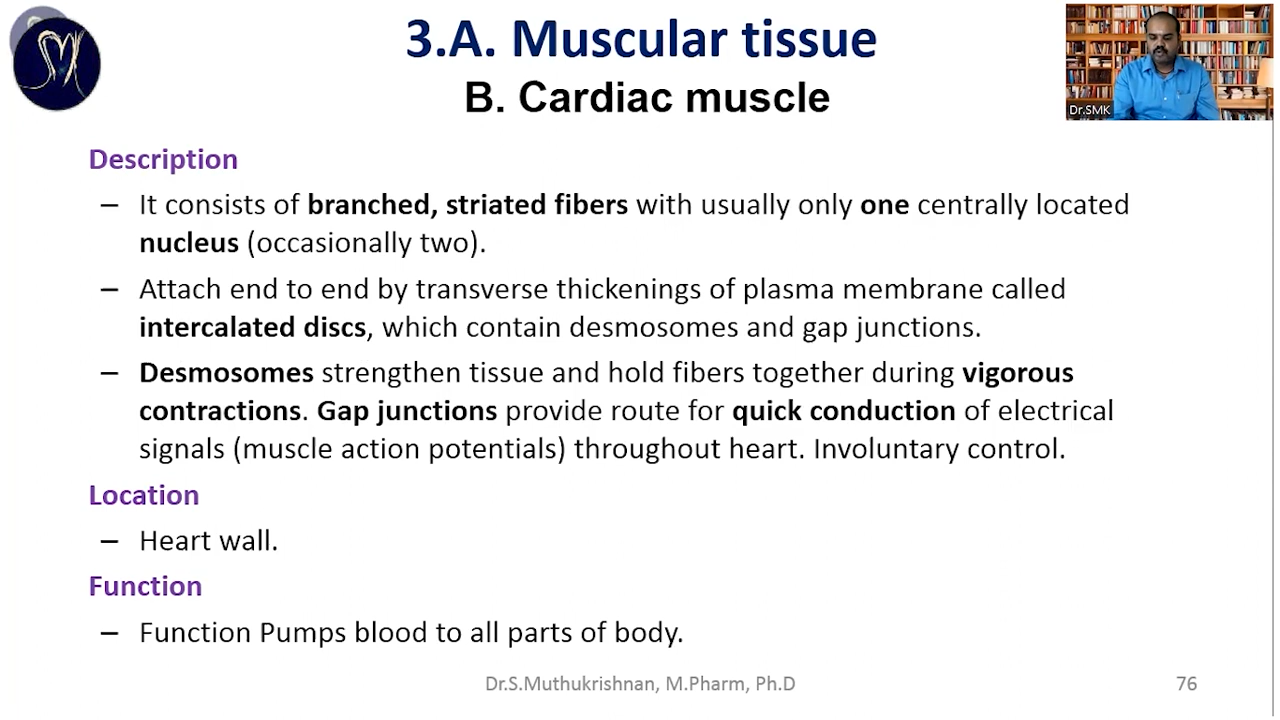 3.A. Muscular tissue
B. Cardiac muscle
Dr.SMK
Description
– It consists of branched, striated fibers with usually only one centrally located
nucleus (occasionally two).
– Attach end to end by transverse thickenings of plasma membrane called
intercalated discs, which contain desmosomes and gap junctions.
– Desmosomes strengthen tissue and hold fibers together during vigorous
contractions. Gap junctions provide route for quick conduction of electrical
signals (muscle action potentials) throughout heart. Involuntary control.
Location
– Heart wall.
Function
– Function Pumps blood to all parts of body.
Dr.S.Muthukrishnan, M.Pharm, Ph.D
76